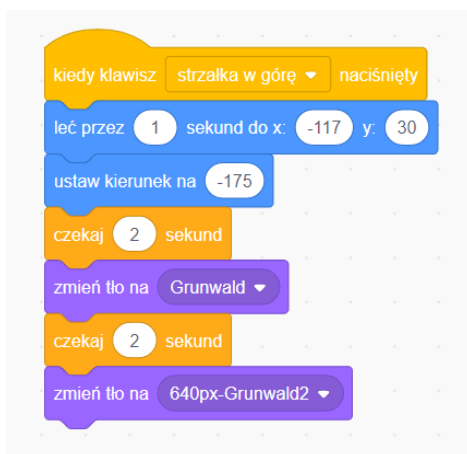 kiedy klawisz strzałka w górę naciśnięty
leć przez 1 sekund do x: -117 y: 30
ustaw kierunek na -175
czekaj 2 sekund
zmień tło na Grunwald
czekaj 2 sekund
zmień tło na 640px-Grunwald2